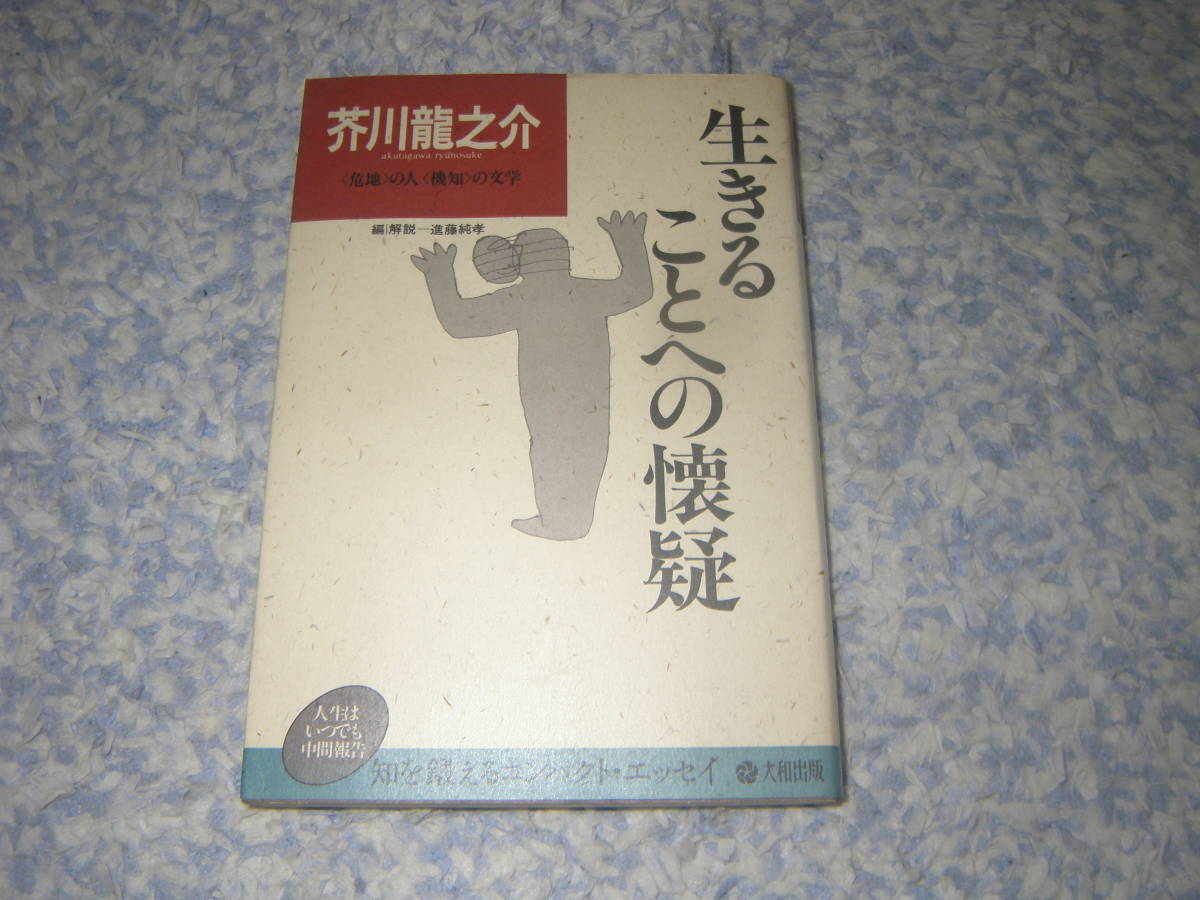 芥川龍之介
akutagawa ryūnosuke
〈危地〉の人〈機知〉の文学
編|解説—進藤純孝
生きる
ことへの懐疑
人生は
いつでも
中間報告
知を鍛えるコンパクト・エッセイ
大和出版